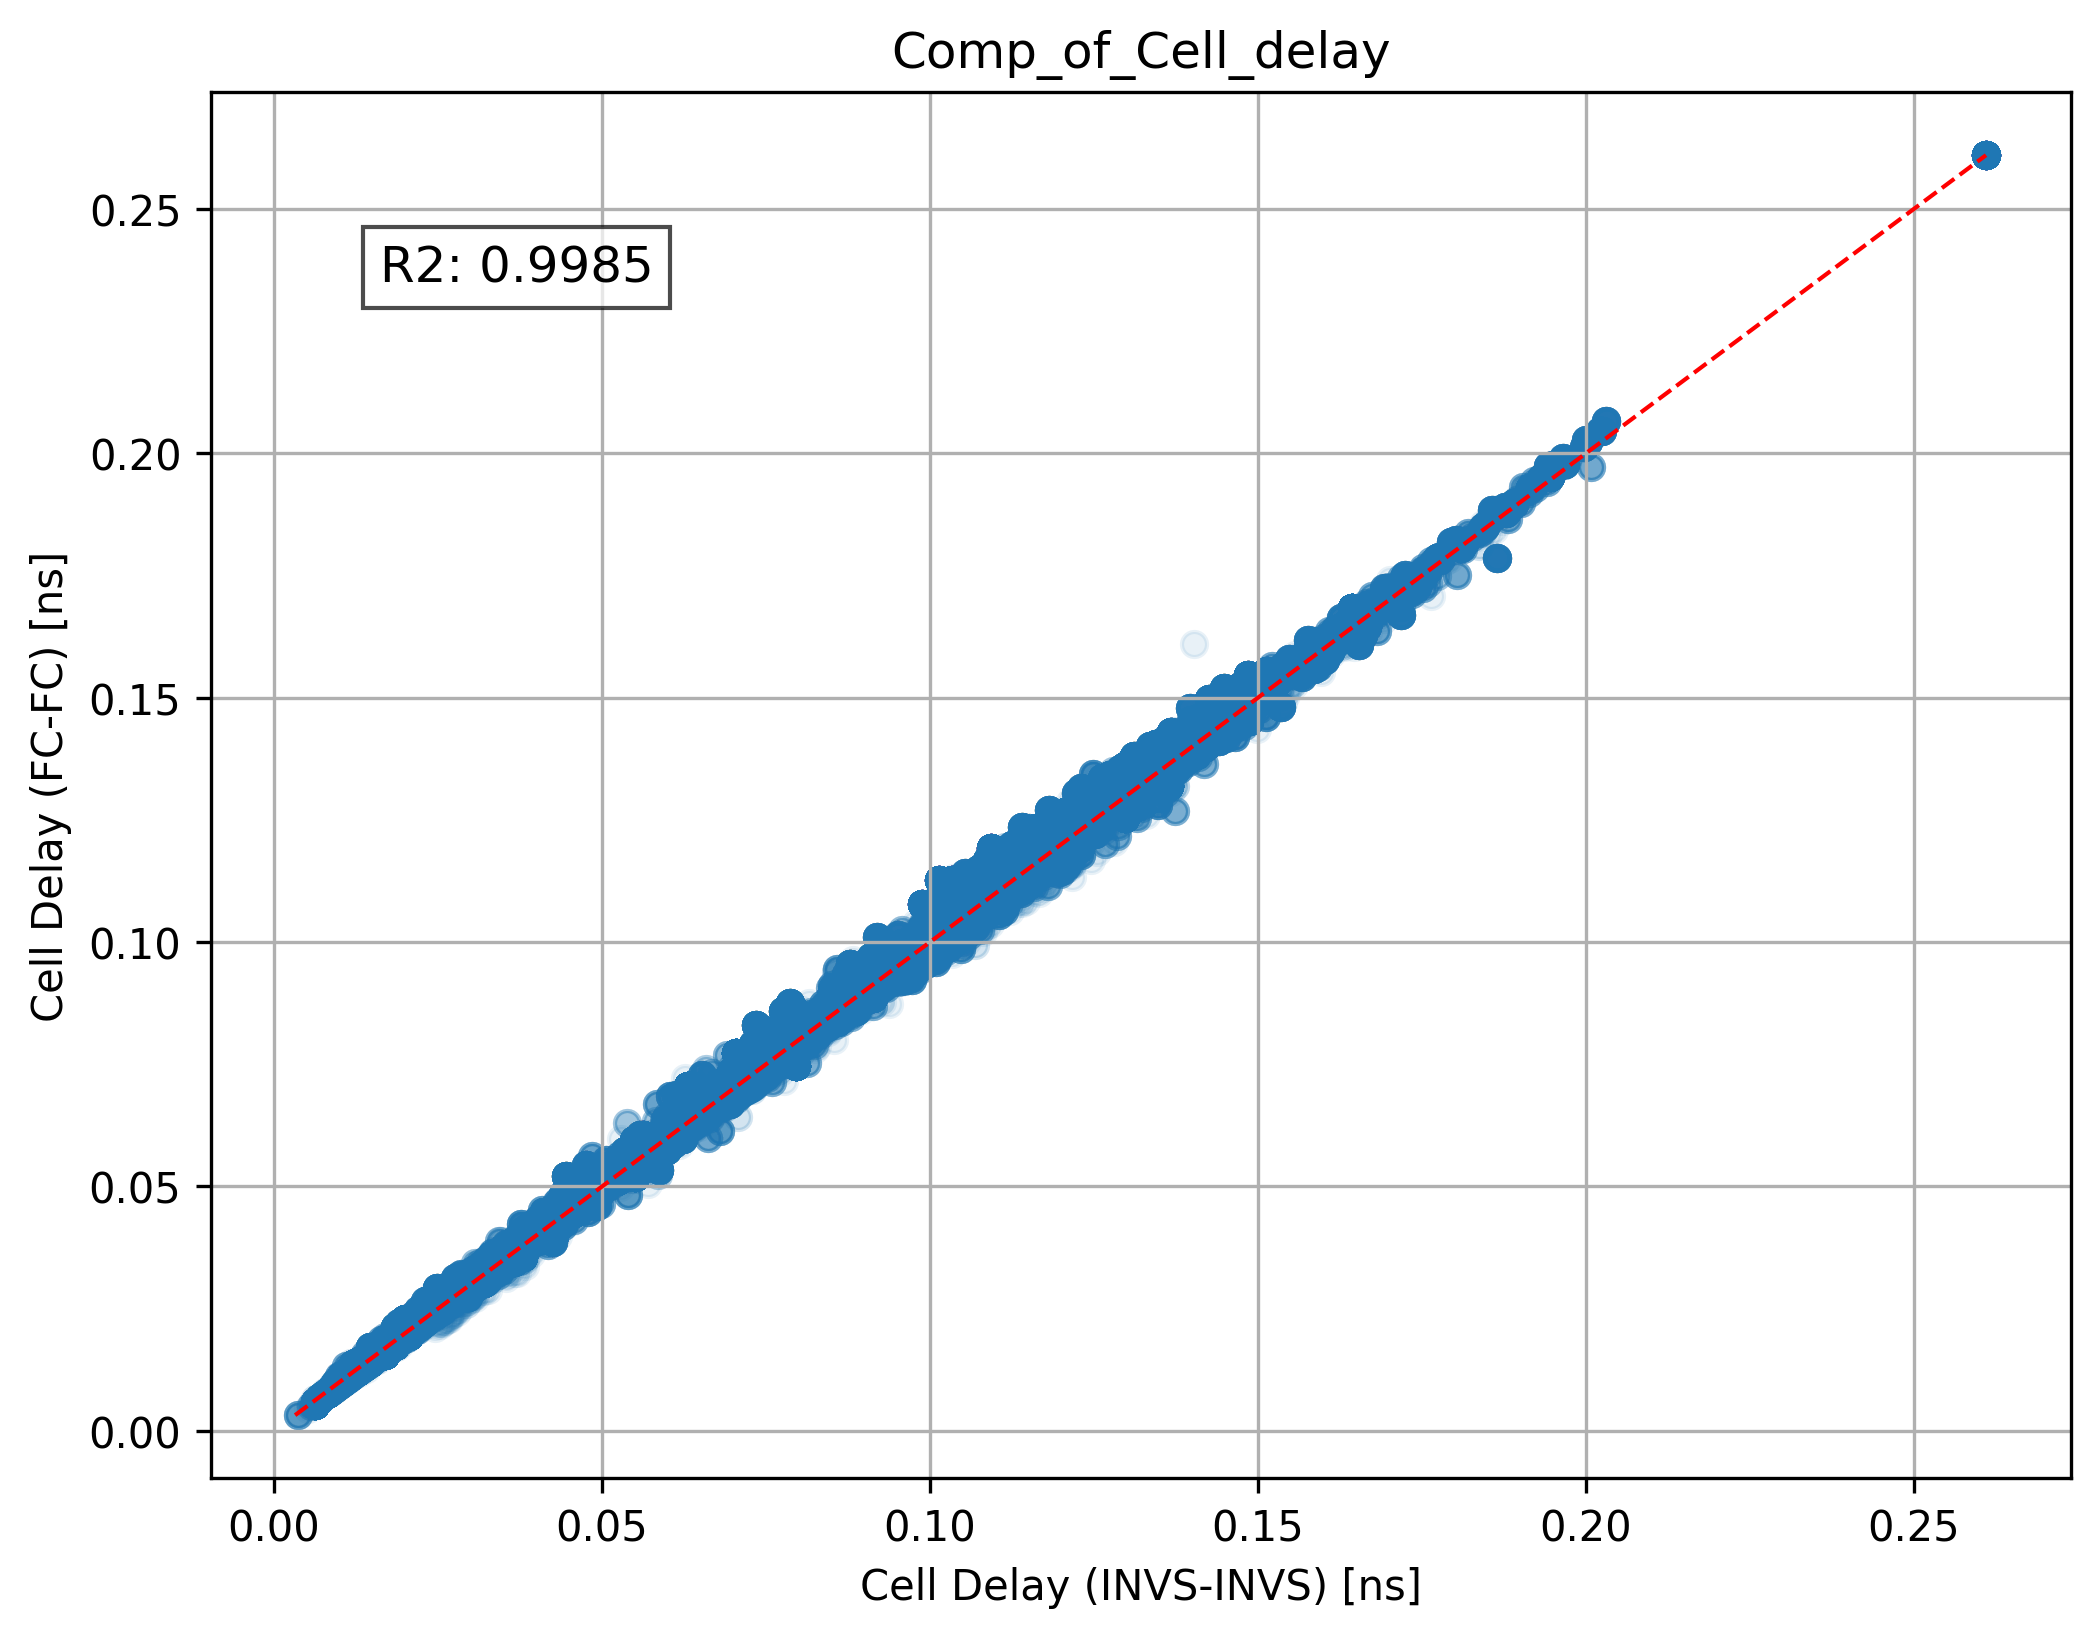 Comp_of_Cell_delay
R2: 0.9985
Cell Delay (FC-FC) [ns]
0.25
0.20
0.15
0.10
0.05
0.00
0.00 0.05 0.10 0.15 0.20 0.25
Cell Delay (INVS-INVS) [ns]